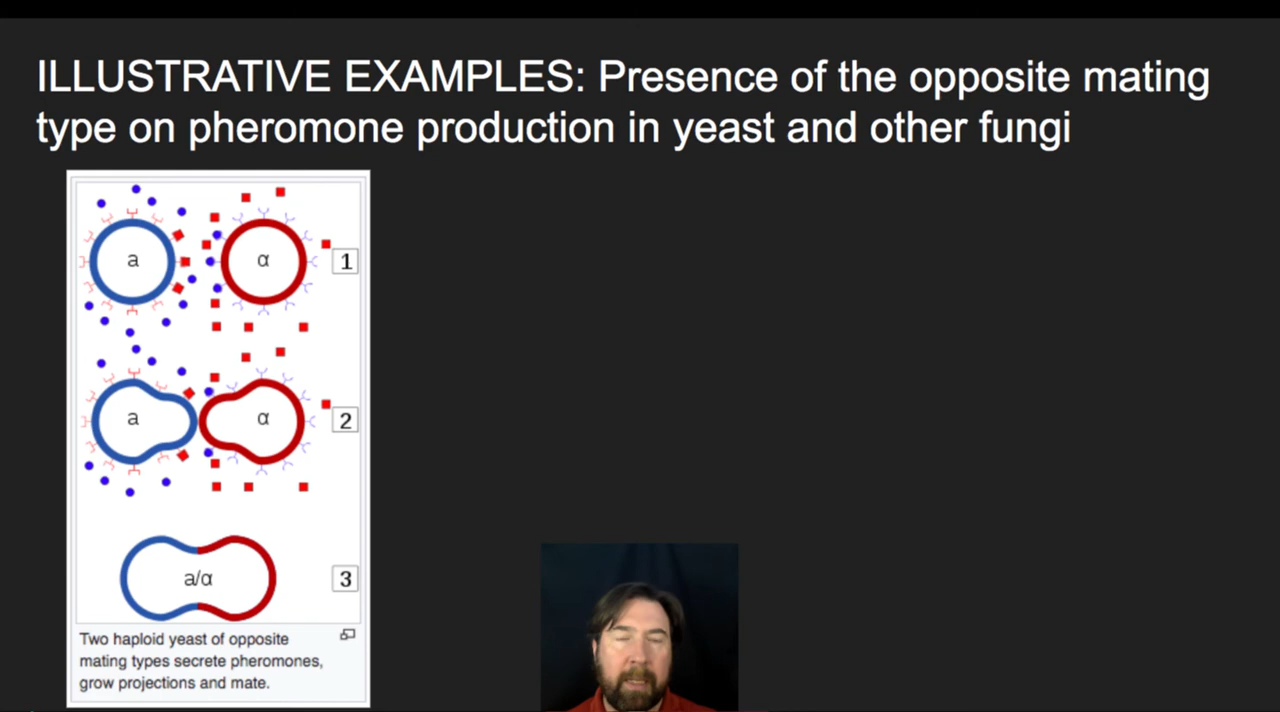 ILLUSTRATIVE EXAMPLES: Presence of the opposite mating
type on pheromone production in yeast and other fungi
a
α
1
a
α
2
a/α
3
Two haploid yeast of opposite
mating types secrete pheromones,
grow projections and mate.